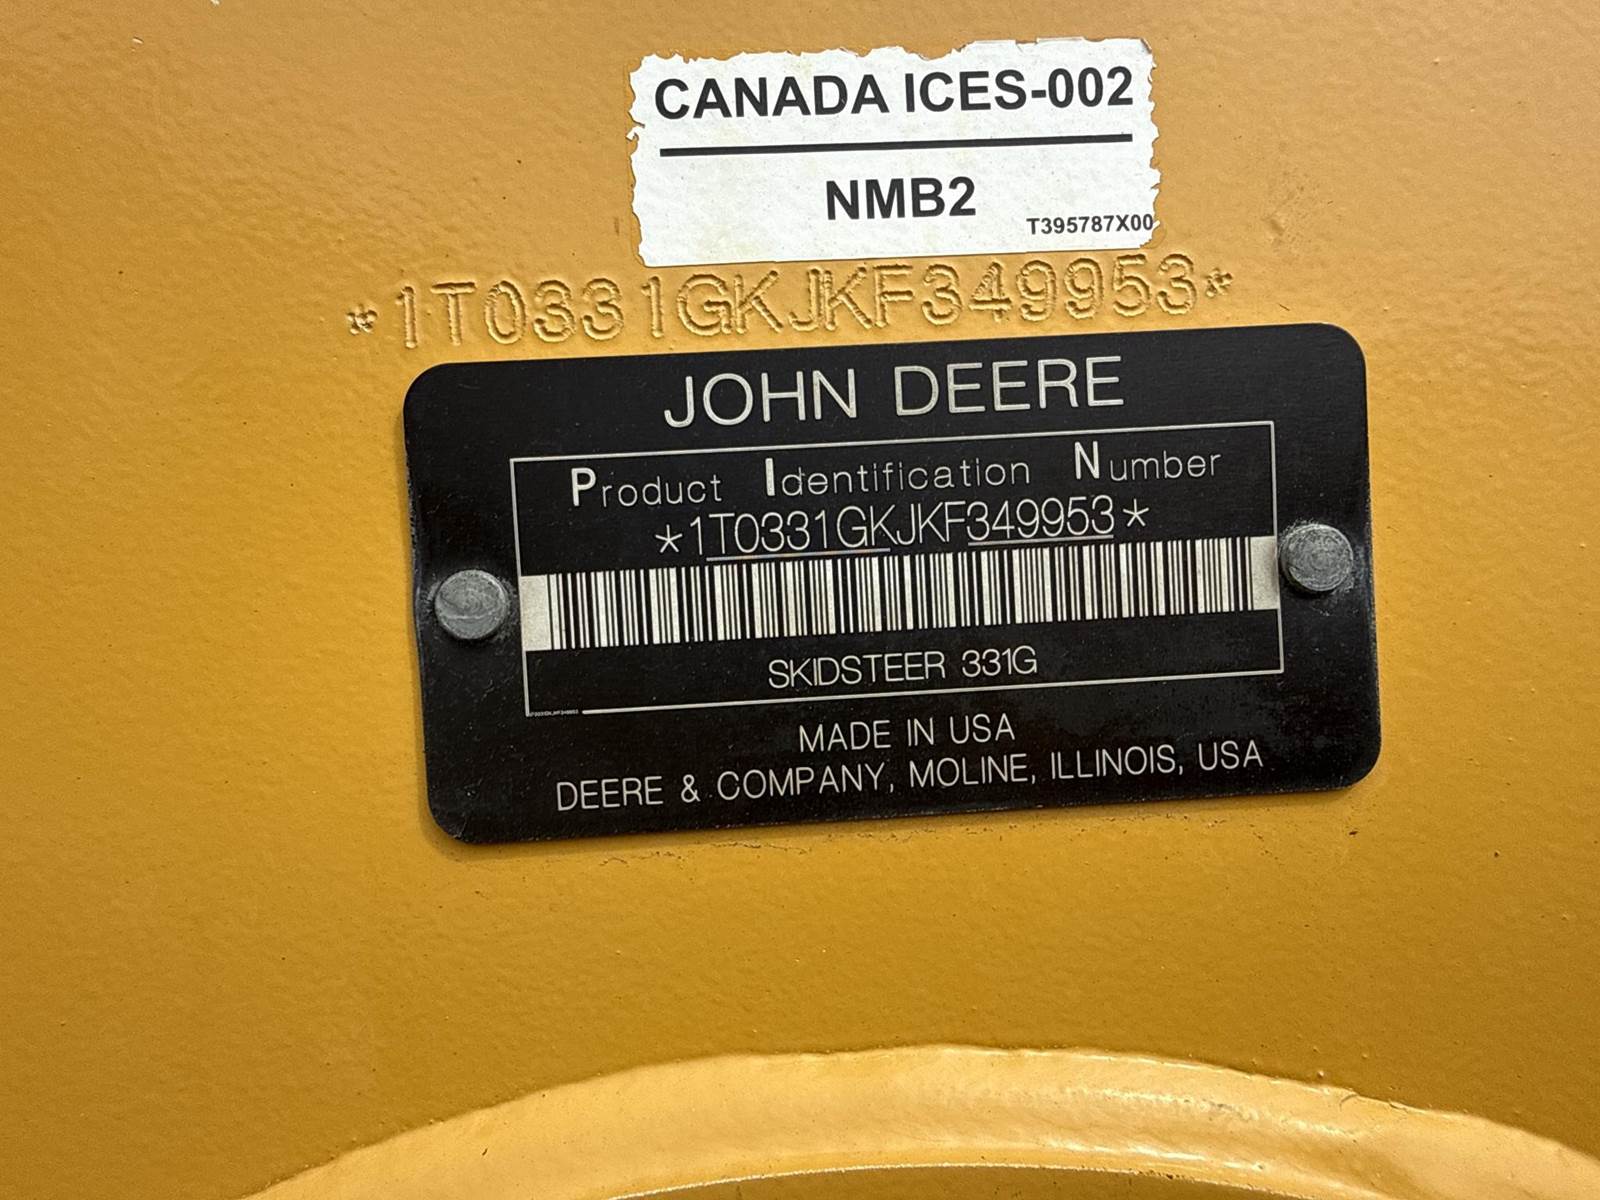 CANADA ICES-002
NMB2
T395787X00
*1T0331GKJKF349953*
JOHN DEERE
Product Identification Number
*1T0331GKJKF349953*
SKIDSTEER 331G
MADE IN USA
DEERE & COMPANY, MOLINE, ILLINOIS, USA